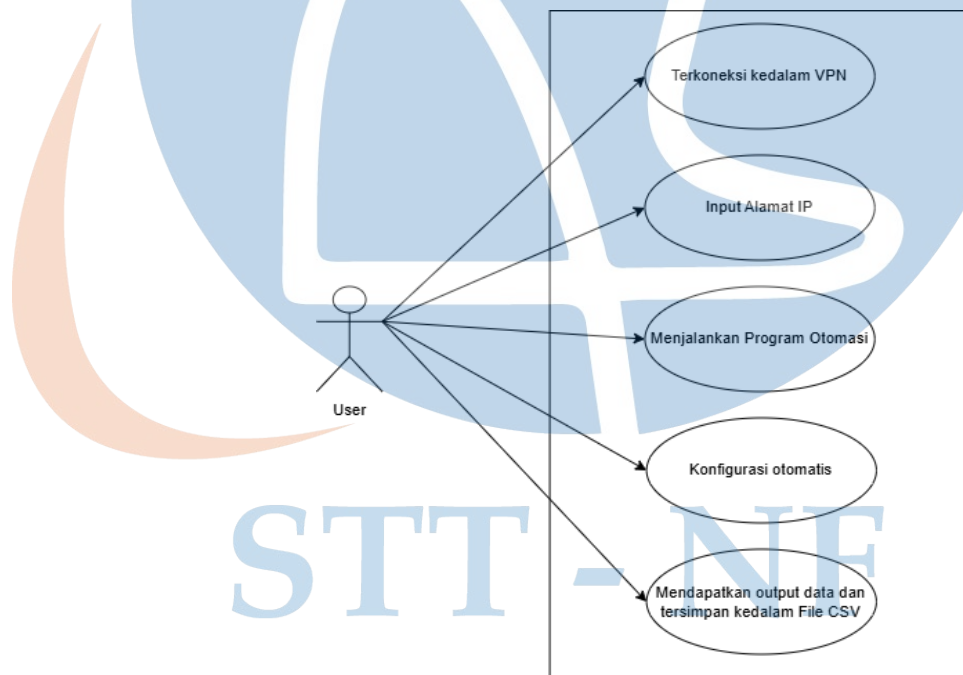 Terkoneksi kedalam VPN
Input Alamat IP
Menjalankan Program Otomasi
User
Konfigurasi otomatis
STT - NF
Mendapatkan output data dan
tersimpan kedalam File CSV